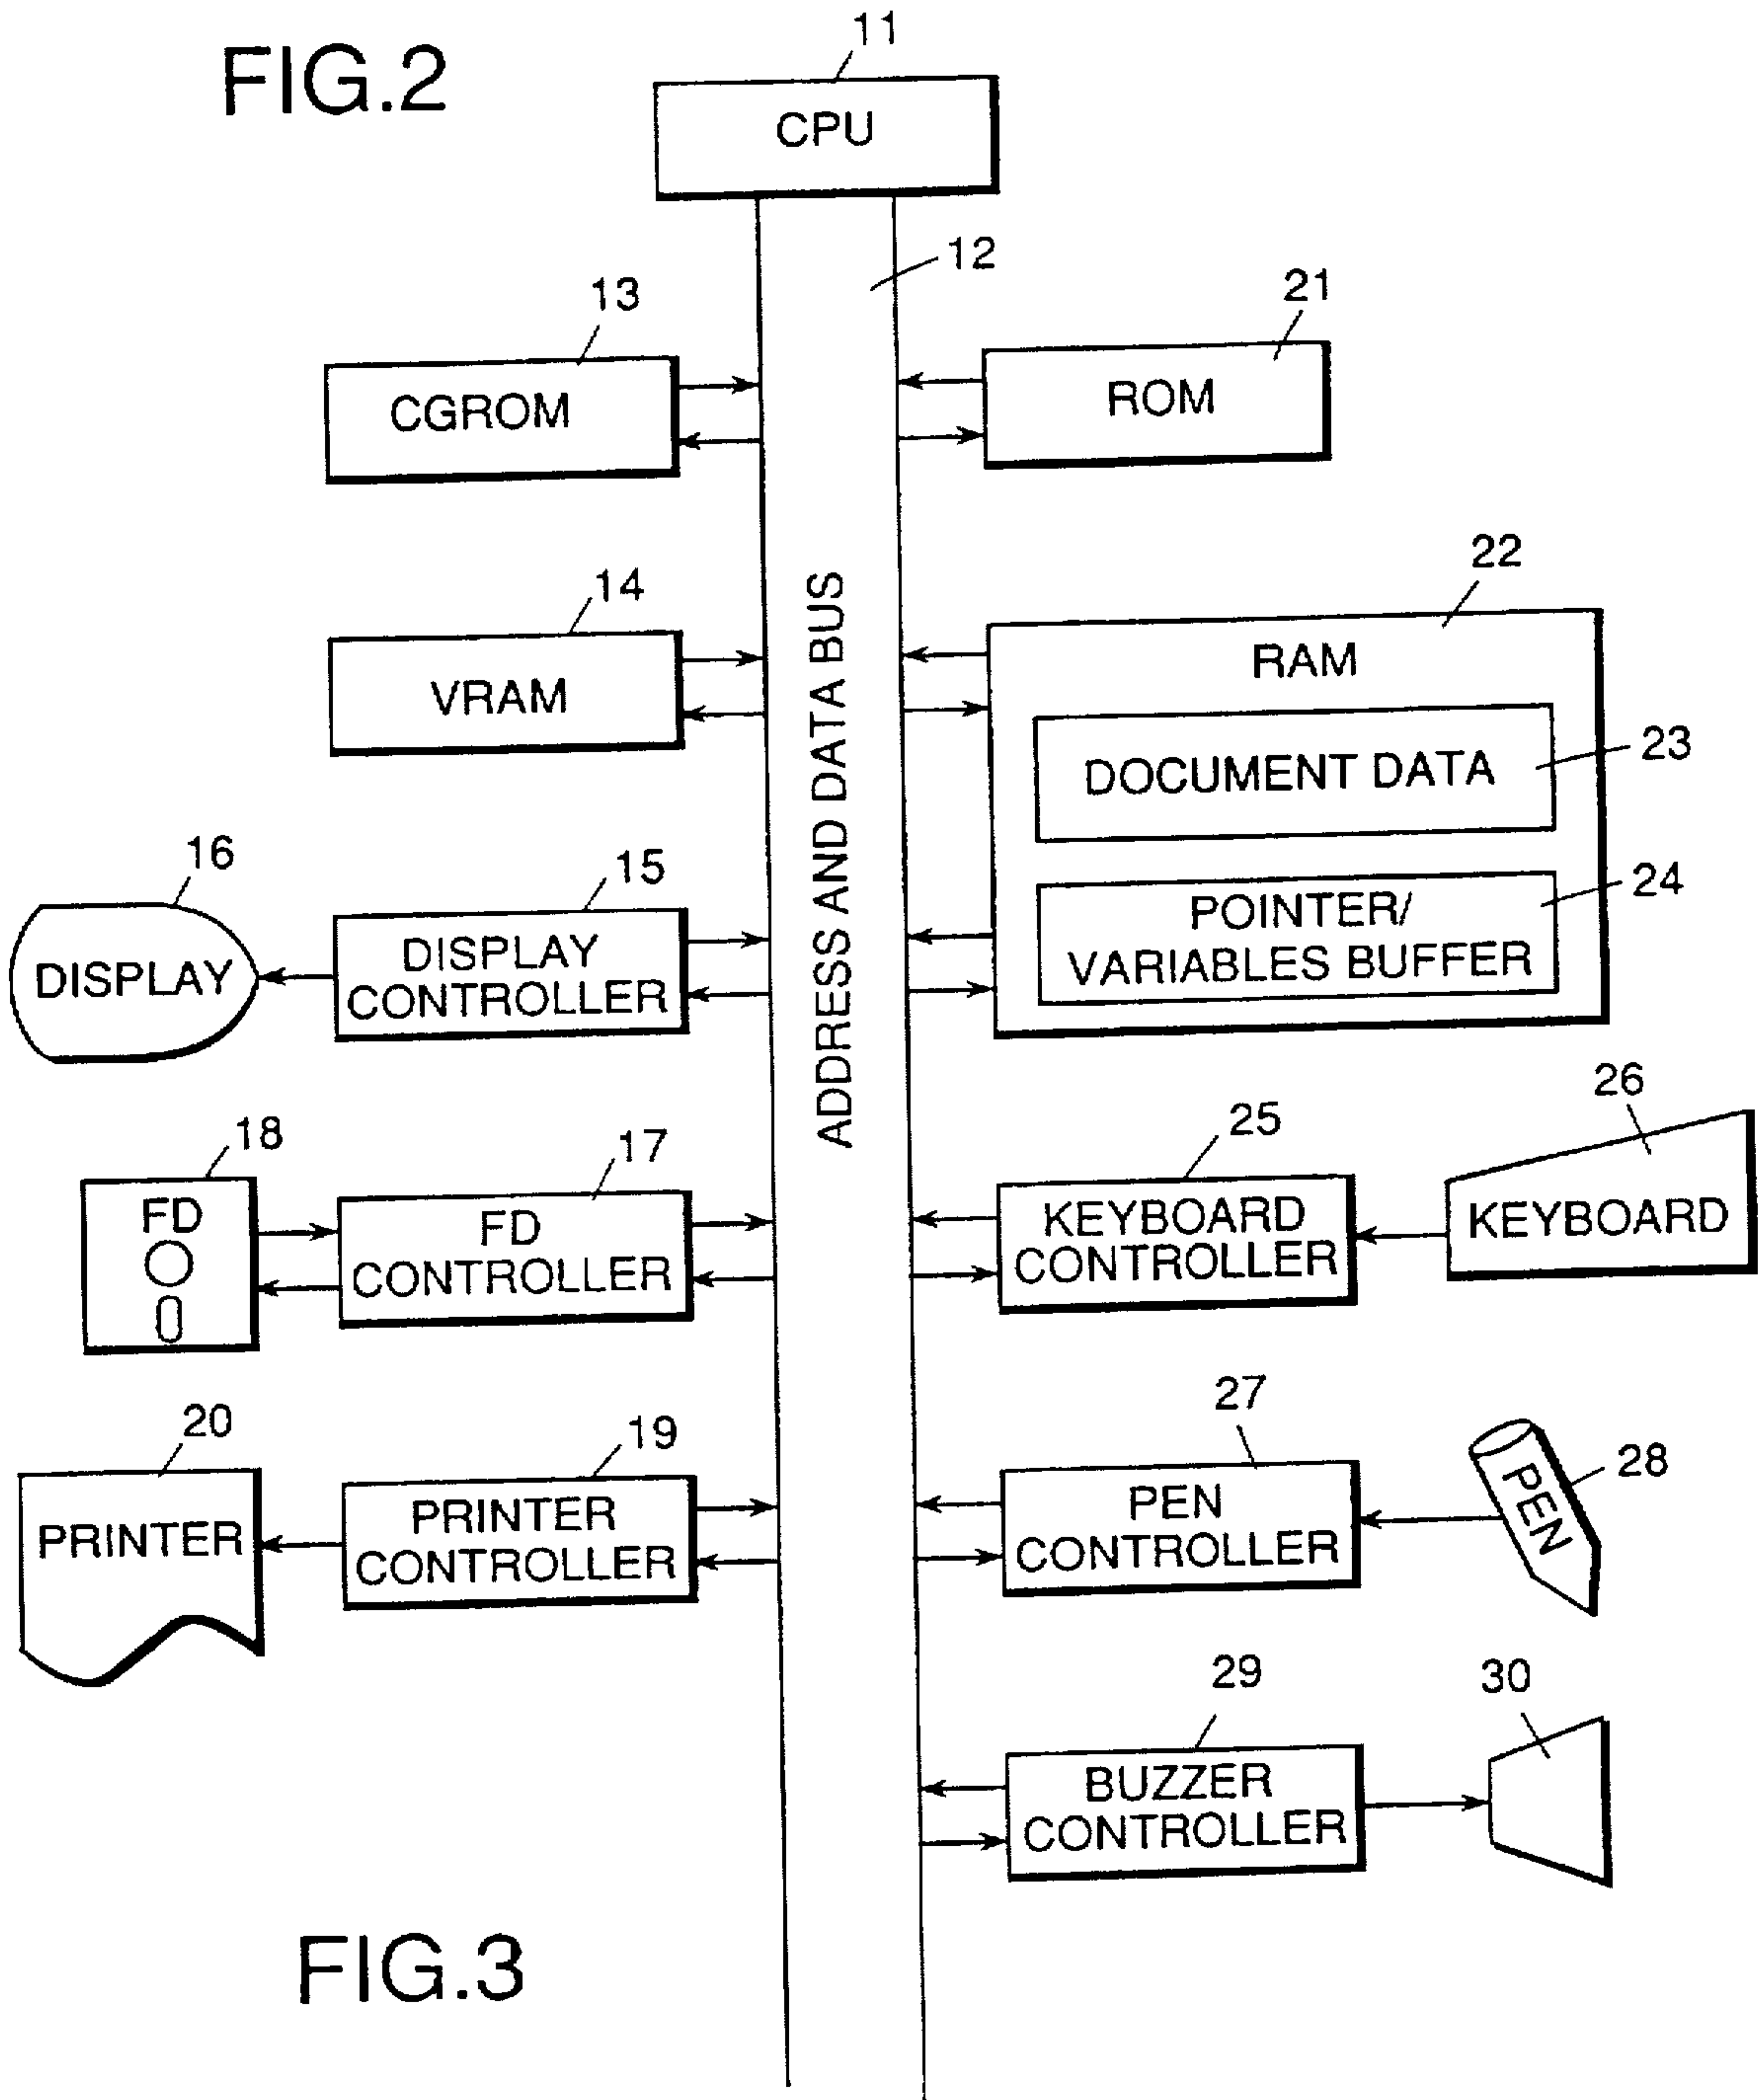 FIG.2
11
CPU
12
13
CGROM
21
ROM
14
VRAM
22
RAM
DOCUMENT DATA
23
POINTER/
VARIABLES BUFFER
24
ADDRESS AND DATA BUS
16
DISPLAY
15
DISPLAY
CONTROLLER
18
FD
17
FD
CONTROLLER
25
KEYBOARD
CONTROLLER
26
KEYBOARD
20
PRINTER
19
PRINTER
CONTROLLER
27
PEN
CONTROLLER
28
PEN
29
BUZZER
CONTROLLER
30
FIG.3